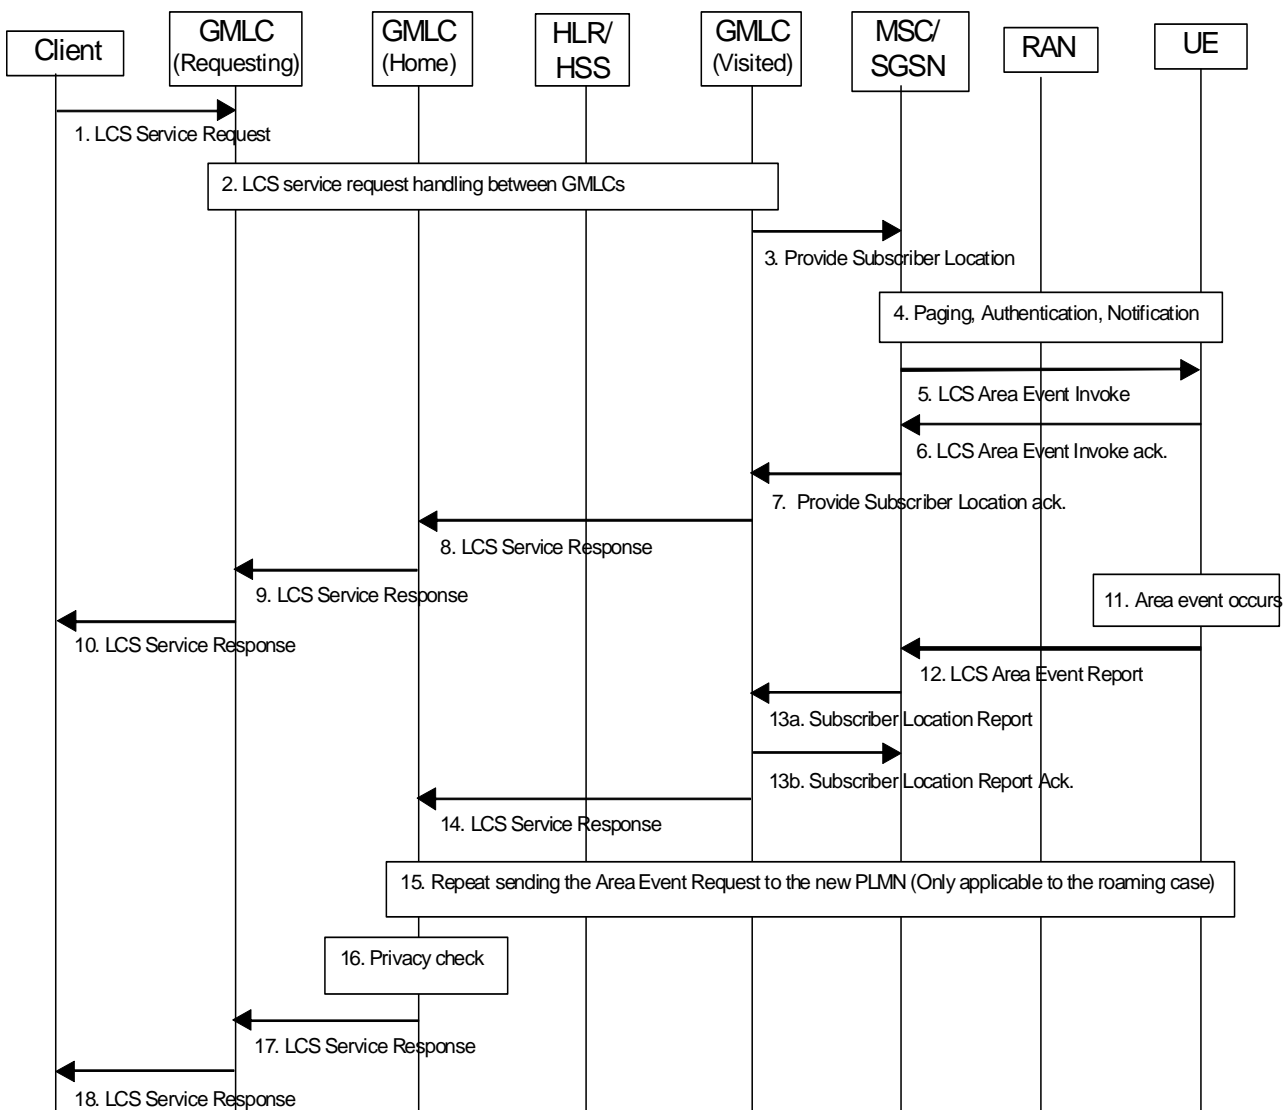 Client
GMLC
(Requesting)
GMLC
(Home)
HLR/
HSS
GMLC
(Visited)
MSC/
SGSN
RAN
UE
1. LCS Service Request
2. LCS service request handling between GMLCs
3. Provide Subscriber Location
4. Paging, Authentication, Notification
5. LCS Area Event Invoke
6. LCS Area Event Invoke ack.
7. Provide Subscriber Location ack.
8. LCS Service Response
9. LCS Service Response
10. LCS Service Response
11. Area event occurs
12. LCS Area Event Report
13a. Subscriber Location Report
13b. Subscriber Location Report Ack.
14. LCS Service Response
15. Repeat sending the Area Event Request to the new PLMN (Only applicable to the roaming case)
16. Privacy check
17. LCS Service Response
18. LCS Service Response